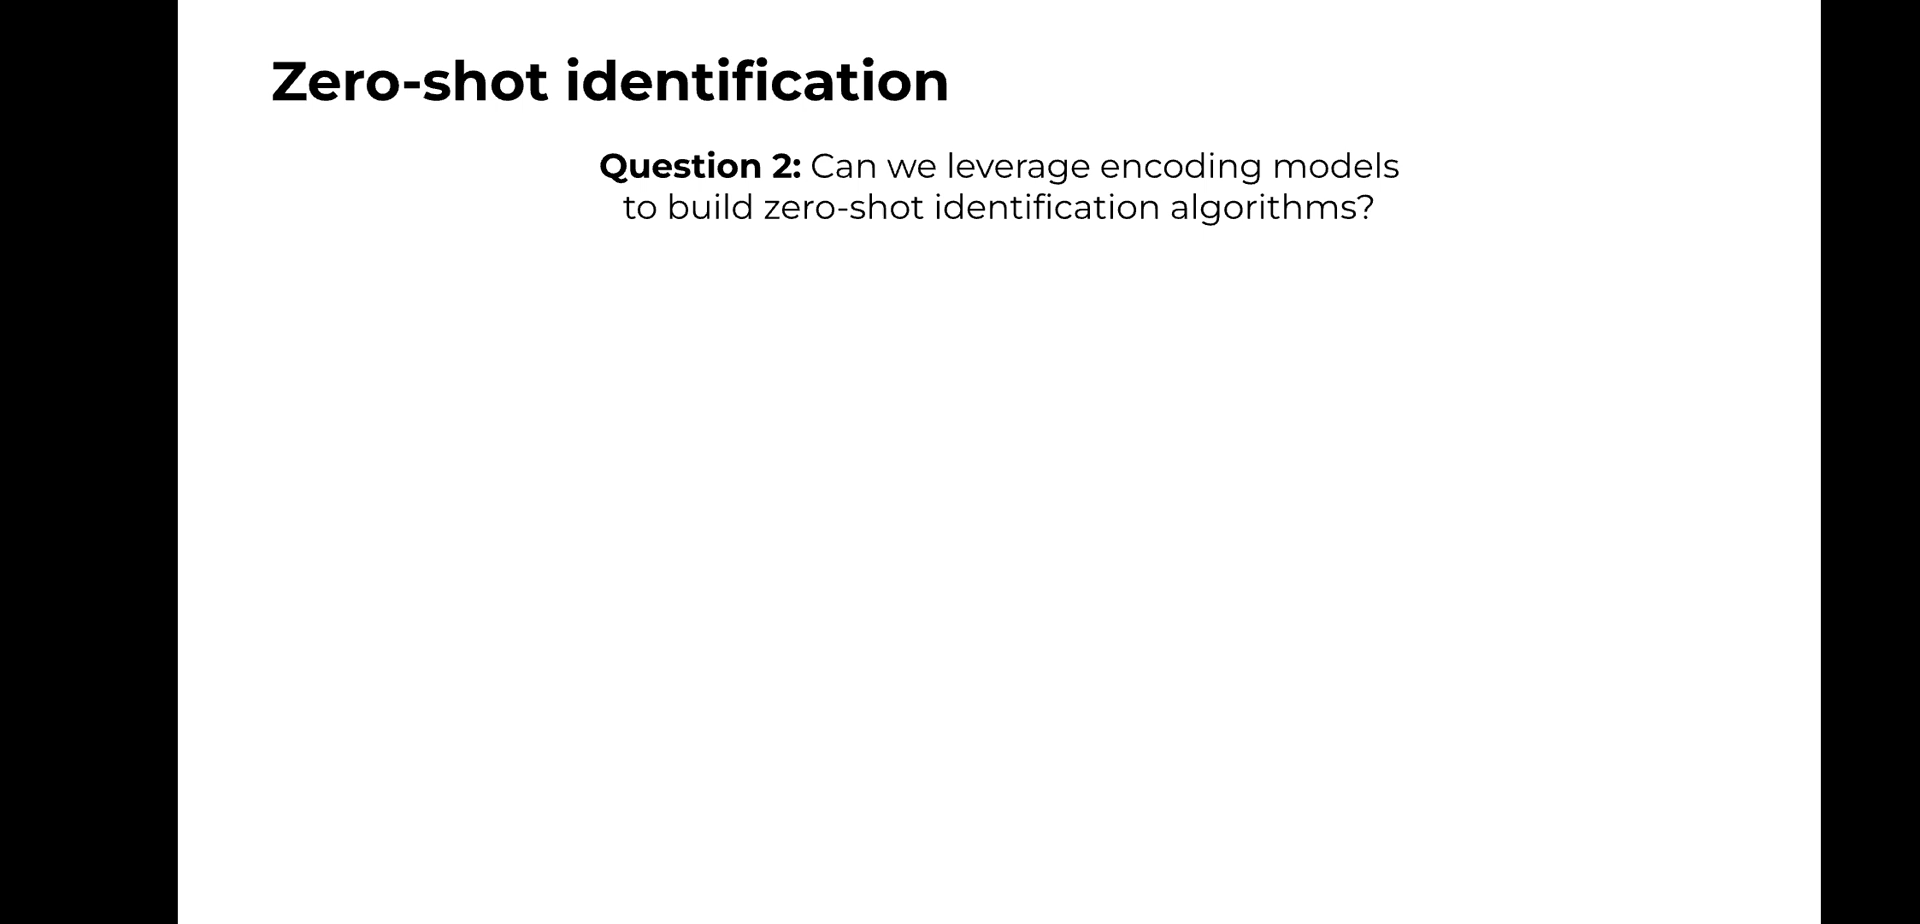 Zero-shot identification
Question 2: Can we leverage encoding models
to build zero-shot identification algorithms?